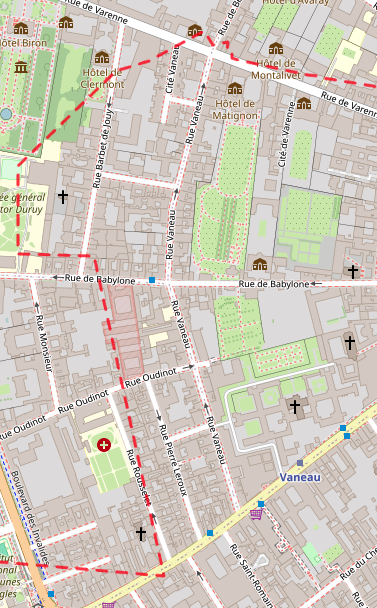 Rue de Varenne
Hôtel d'Avaray
Hôtel Biron
Hôtel de
Clermont
Cité Vaneau
Hôtel de
Montalivet
Rue de Varenne
Hôtel de
Matignon
Rue Vaneau
Cité de Varenne
Rue Barbet de Jouy
Rue Vaneau
Rue de Babylone
Rue de Babylone
Rue Monsieur
Rue Vaneau
Rue Oudinot
Rue Oudinot
Rue Oudinot
Rue Pierre Leroux
Rue Vaneau
Rue Rousselet
Vaneau
Boulevard des Invalides
Rue Saint-Romain